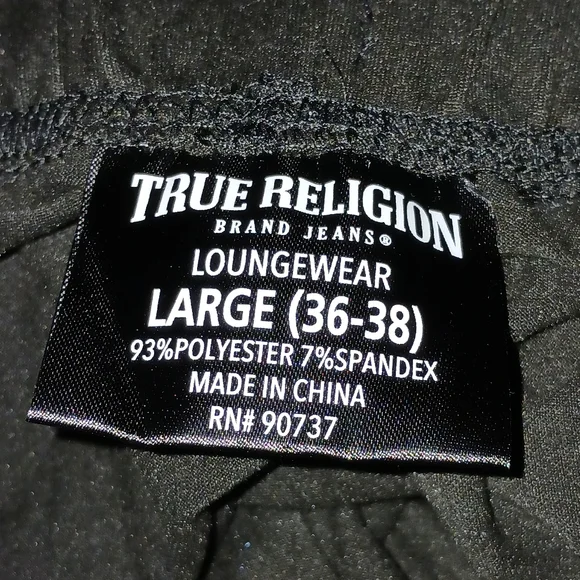 TRUE RELIGION
BRAND JEANS®
LOUNGEWEAR
LARGE (36-38)
93%POLYESTER 7%SPANDEX
MADE IN CHINA
RN# 90737